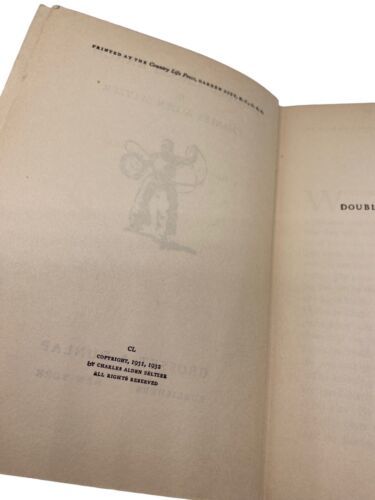 PRINTED AT THE Country Life Press, GARDEN CITY, N.Y., U.S.A.
CL
COPYRIGHT, 1931, 1932
BY CHARLES ALDEN SELTZER
ALL RIGHTS RESERVED
DOUBL